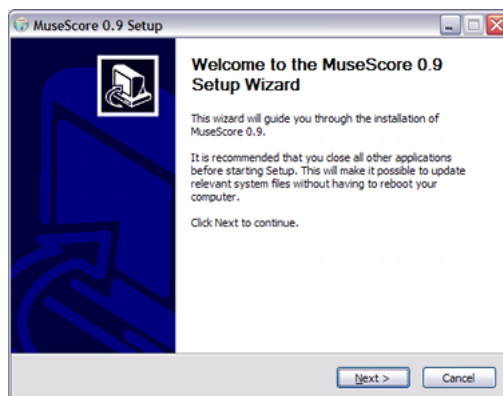 MuseScore 0.9 Setup
Welcome to the MuseScore 0.9
Setup Wizard
This wizard will guide you through the installation of
MuseScore 0.9.
It is recommended that you close all other applications
before starting Setup. This will make it possible to update
relevant system files without having to reboot your
computer.
Click Next to continue.
Next >
Cancel